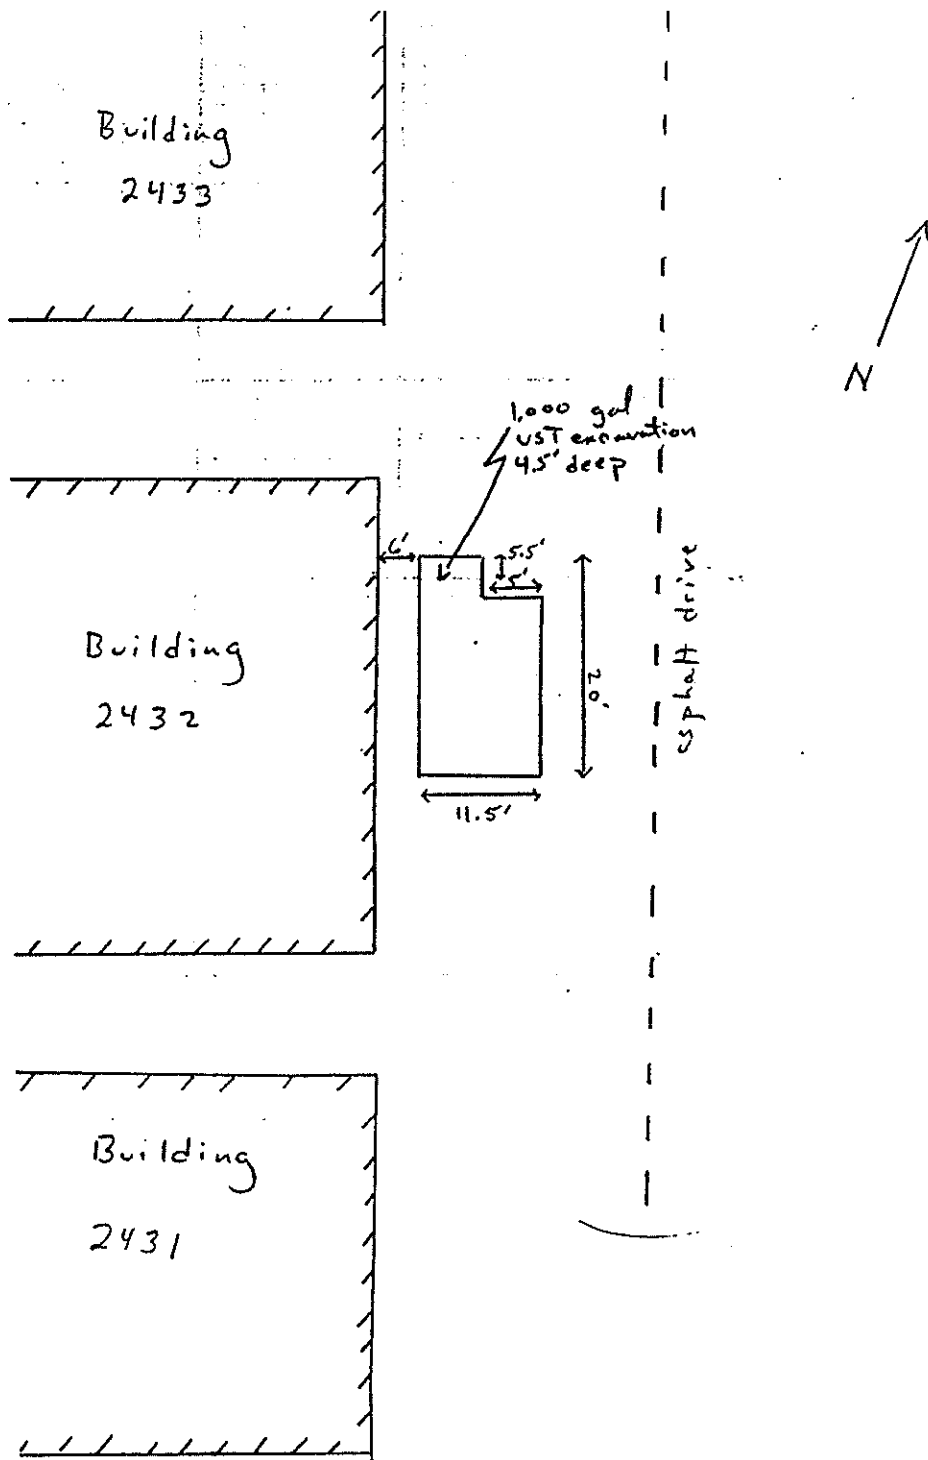 Building
2433
N
1,000 gal
UST excavation
4.5' deep
6'
5.5'
5'
Building
2432
20'
asphalt drive
11.5'
Building
2431